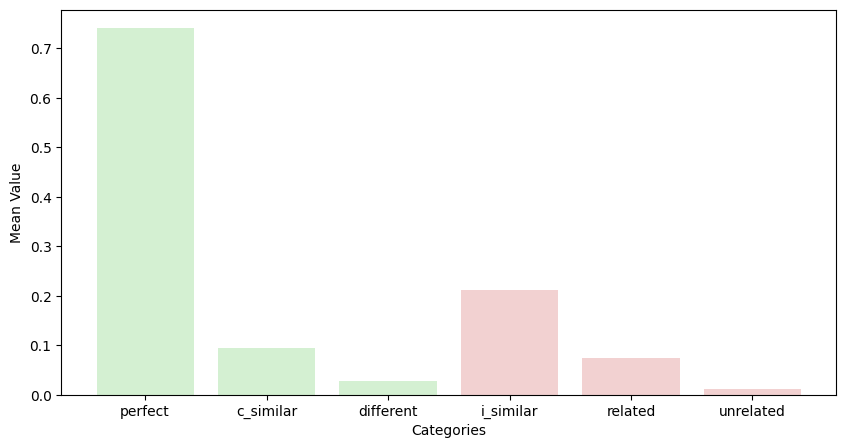 0.7
0.6
0.5
0.4
0.3
0.2
0.1
0.0
Mean Value
perfect c_similar different i_similar related unrelated
Categories